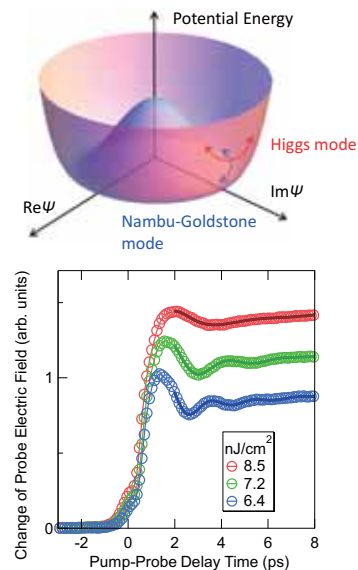 Potential Energy
Higgs mode
ImΨ
ReΨ
Nambu-Goldstone
mode
Change of Probe Electric Field (arb. units)
1
0
nJ/cm²
8.5
7.2
6.4
-2 0 2 4 6 8
Pump-Probe Delay Time (ps)